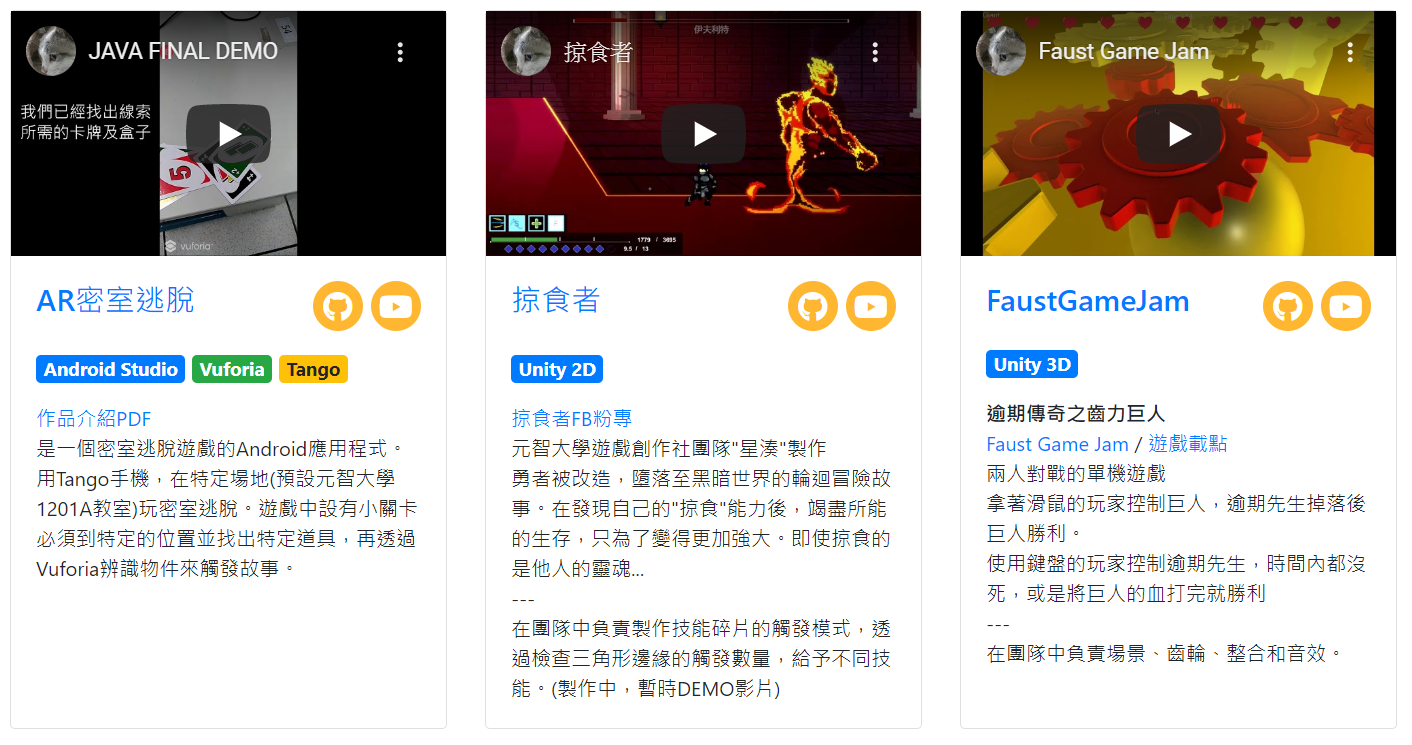 JAVA FINAL DEMO
我們已經找出線索
所需的卡牌及盒子
5
vuforia
AR密室逃脫
Android Studio
Vuforia
Tango
作品介紹PDF
是一個密室逃脫遊戲的Android應用程式。
用Tango手機，在特定場地(預設元智大學
1201A教室)玩密室逃脫。遊戲中設有小關卡
必須到特定的位置並找出特定道具，再透過
Vuforia辨識物件來觸發故事。
掠食者
伊夫利特
1779 / 3695
9.5 / 13
掠食者
Unity 2D
掠食者FB粉專
元智大學遊戲創作社團隊"星湊"製作
勇者被改造，墮落至黑暗世界的輪迴冒險故
事。在發現自己的"掠食"能力後，竭盡所能
的生存，只為了變得更加強大。即使掠食的
是他人的靈魂...
---
在團隊中負責製作技能碎片的觸發模式，透
過檢查三角形邊緣的觸發數量，給予不同技
能。(製作中，暫時DEMO影片)
Faust Game Jam
FaustGameJam
Unity 3D
逾期傳奇之齒力巨人
Faust Game Jam / 遊戲載點
兩人對戰的單機遊戲
拿著滑鼠的玩家控制巨人，逾期先生掉落後
巨人勝利。
使用鍵盤的玩家控制逾期先生，時間內都沒
死，或是將巨人的血打完就勝利
---
在團隊中負責場景、齒輪、整合和音效。